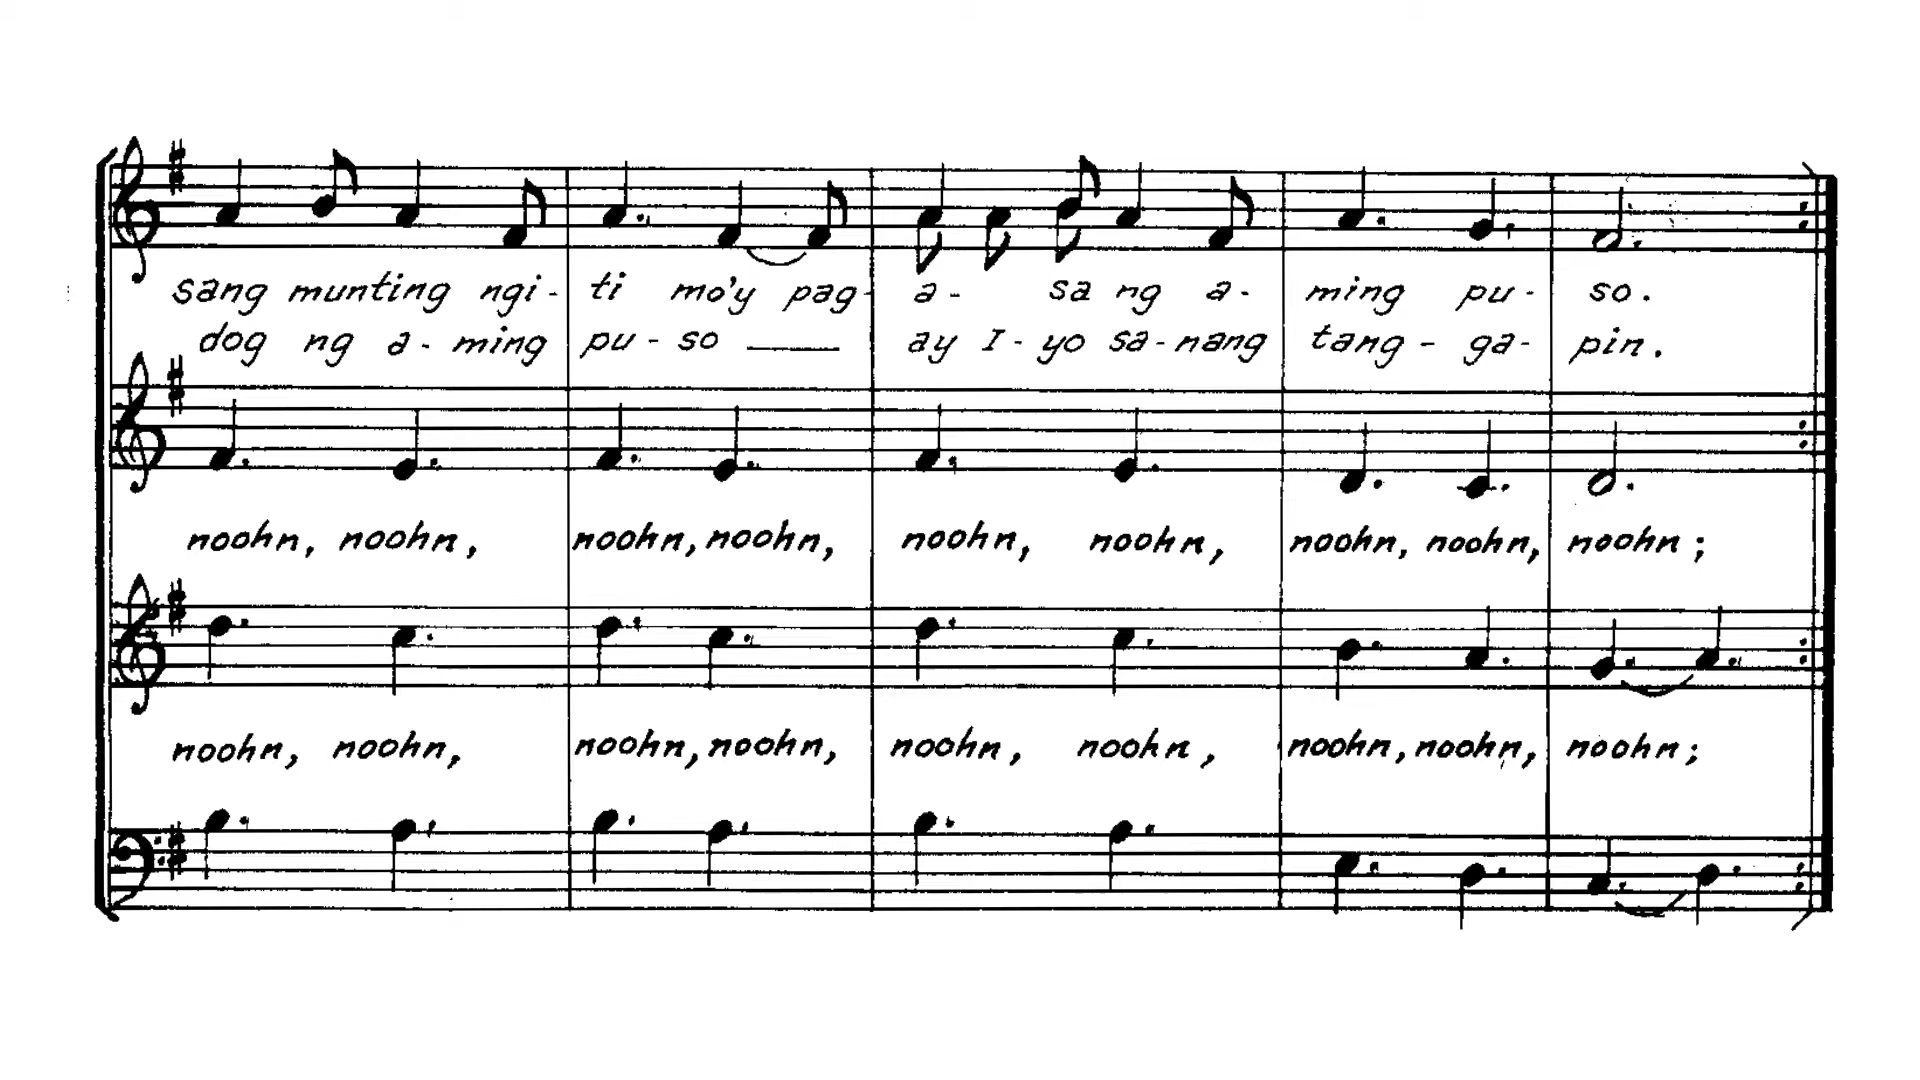 sang munting ngi- ti mo'y pag- a- sa ng a- ming pu- so.
dog ng a- ming pu- so ____ ay I- yo sa-nang tang- ga- pin.
noohn, noohn, noohn, noohn, noohn, noohn, noohn, noohn, noohn;
noohn, noohn, noohn, noohn, noohn, noohn, noohn, noohn, noohn;